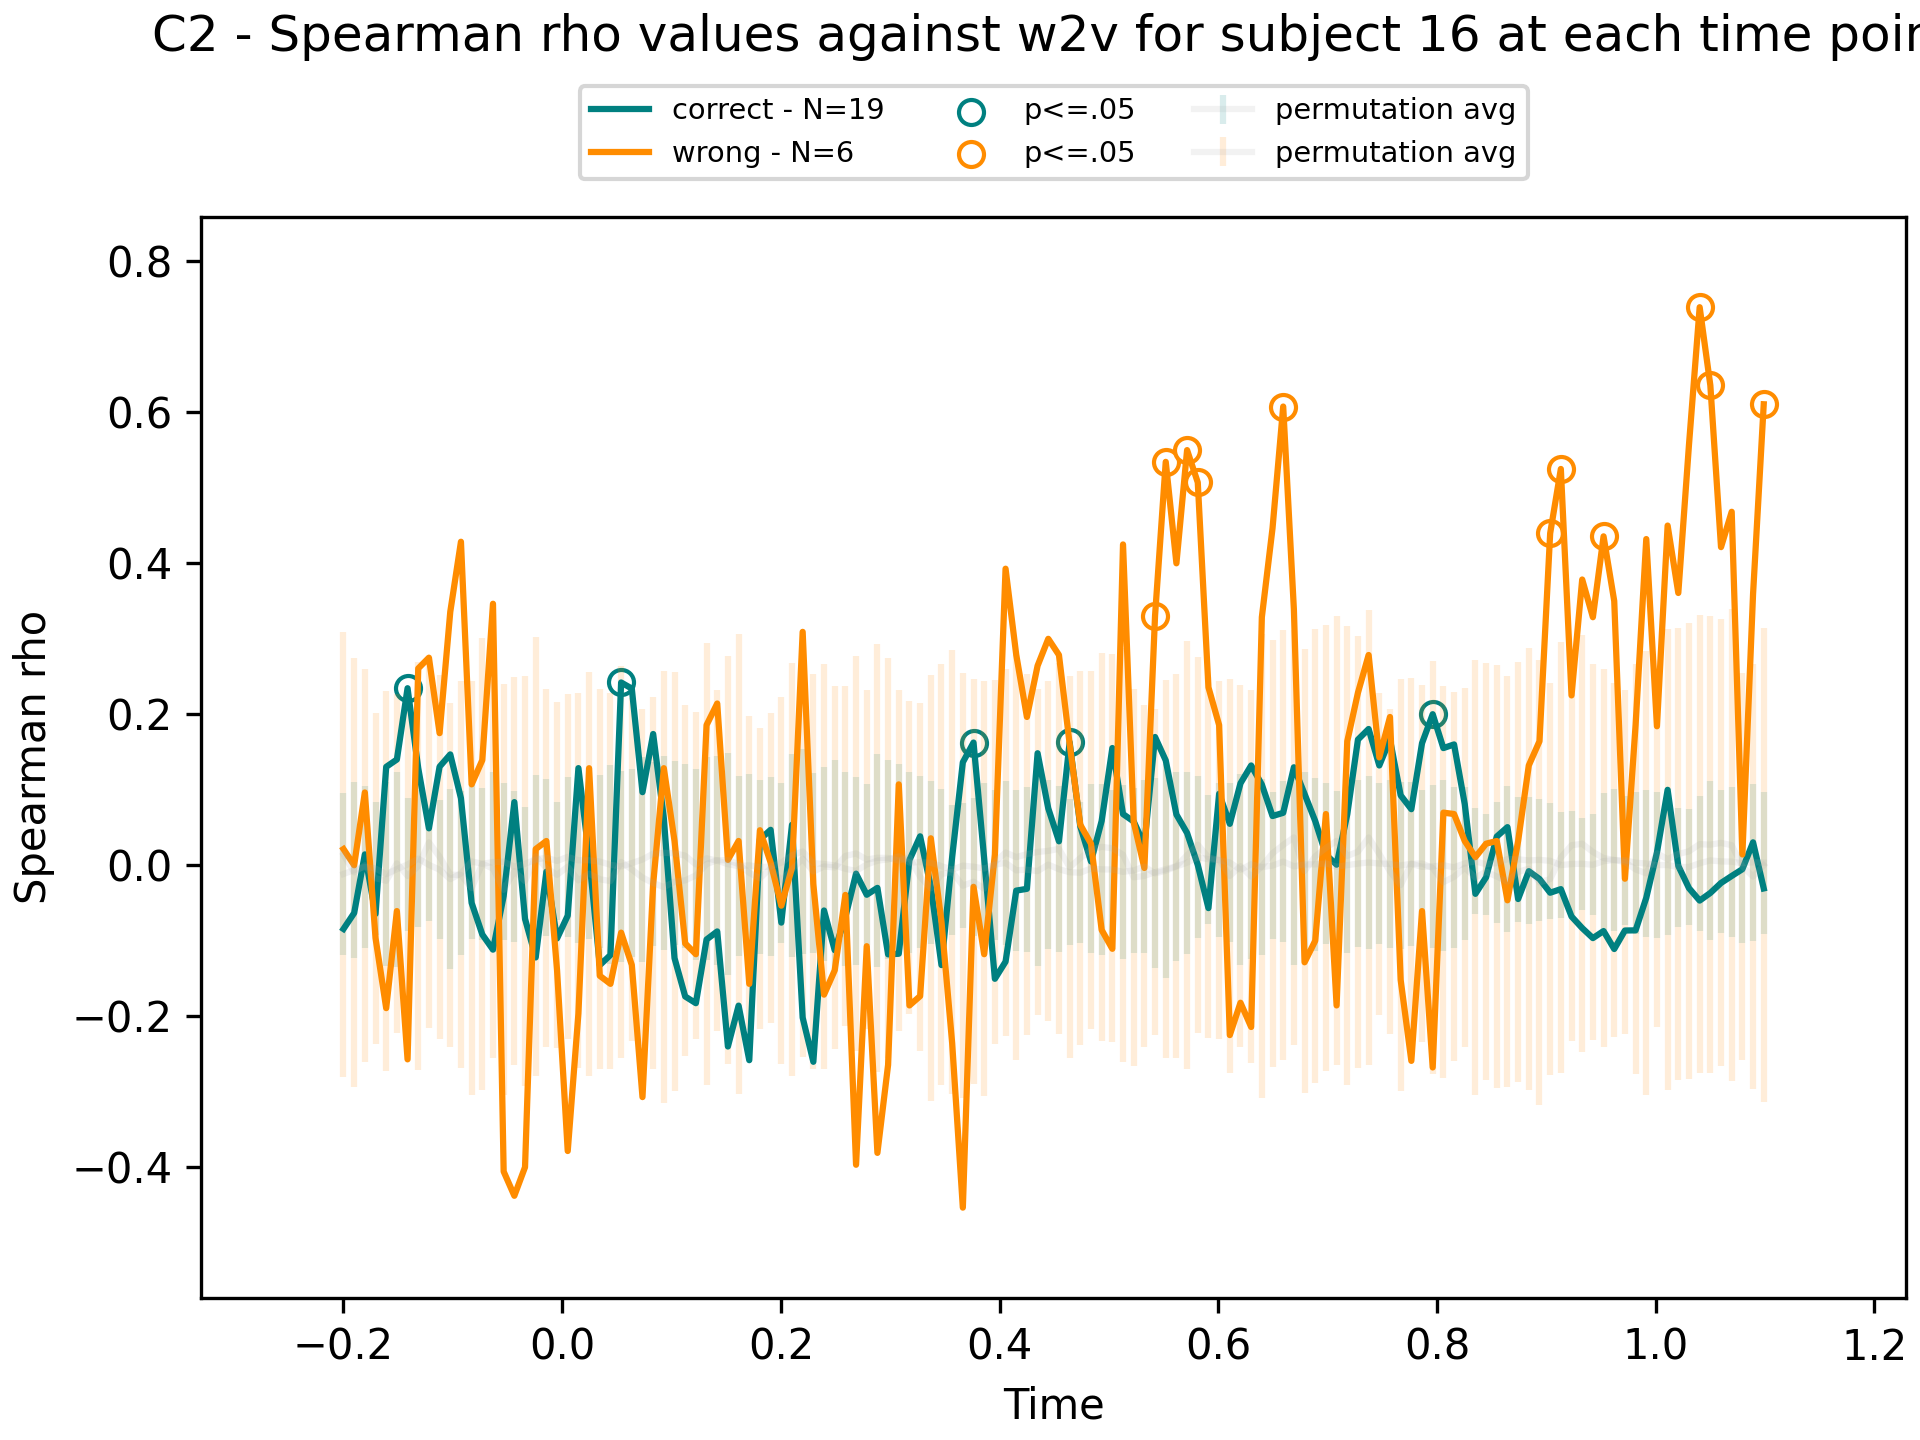 C2 - Spearman rho values against w2v for subject 16 at each time
correct - N=19 p<=.05 permutation avg
wrong - N=6 p<=.05 permutation avg
0.8
0.6
0.4
0.2
0.0
−0.2
−0.4
Spearman rho
−0.2 0.0 0.2 0.4 0.6 0.8 1.0 1.2
Time